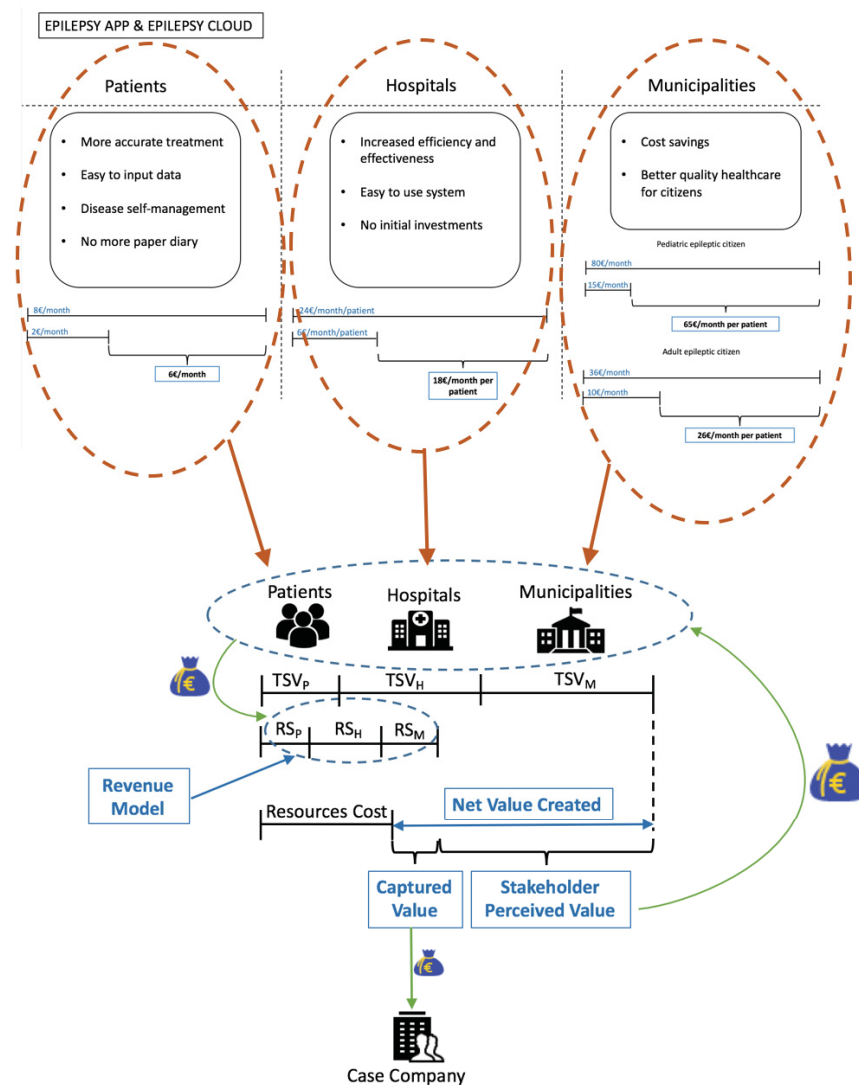 EPILEPSY APP & EPILEPSY CLOUD
Patients
Hospitals
Municipalities
• More accurate treatment
• Easy to input data
• Disease self-management
• No more paper diary
• Increased efficiency and
effectiveness
• Easy to use system
• No initial investments
• Cost savings
• Better quality healthcare
for citizens
8€/month
2€/month
6€/month
24€/month/patient
6€/month/patient
18€/month per
patient
Pediatric epileptic citizen
80€/month
15€/month
65€/month per patient
Adult epileptic citizen
36€/month
10€/month
26€/month per patient
Patients
Hospitals
Municipalities
€
TSVP
TSVH
TSVM
RSP
RSH
RSM
€
Revenue
Model
Resources Cost
Net Value Created
Captured
Value
Stakeholder
Perceived Value
€
Case Company